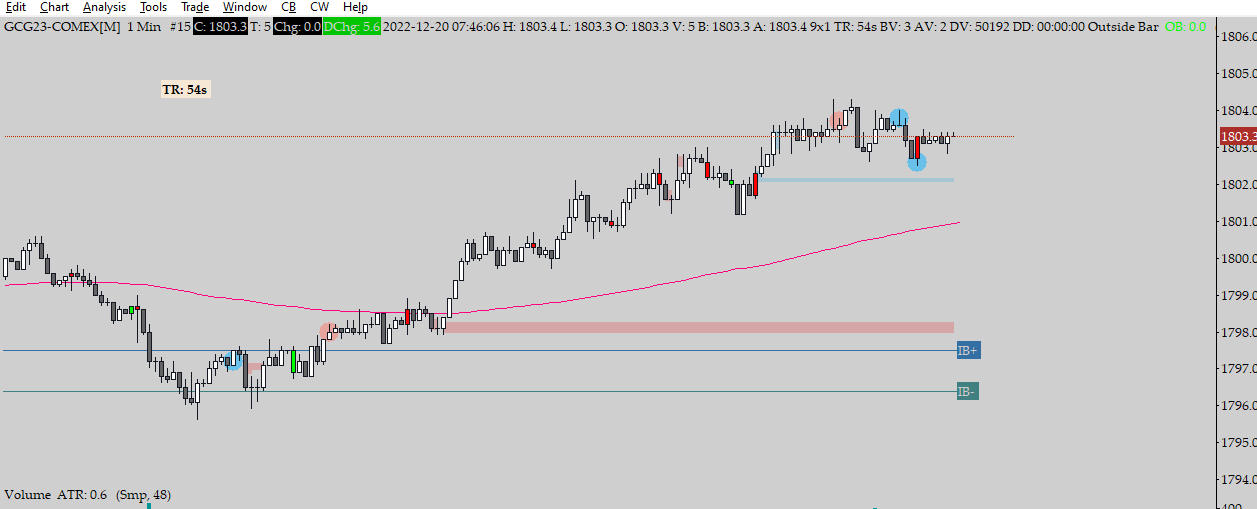 Edit Chart Analysis Tools Trade Window CB CW Help
GCG23-COMEX[M] 1 Min #15 C: 1803.3 T: 5 Chg: 0.0 DChg: 5.6 2022-12-20 07:46:06 H: 1803.4 L: 1803.3 O: 1803.3 V: 5 B: 1803.3 A: 1803.4 9x1 TR: 54s BV: 3 AV: 2 DV: 50192 DD: 00:00:00 Outside Bar OB: 0.0
1806.0
1805.0
TR: 54s
1804.0
1803.3
1803.0
1802.0
1801.0
1800.0
1799.0
1798.0
IB+
1797.0
IB-
1796.0
1795.0
1794.0
Volume ATR: 0.6 (Smp, 48)
400